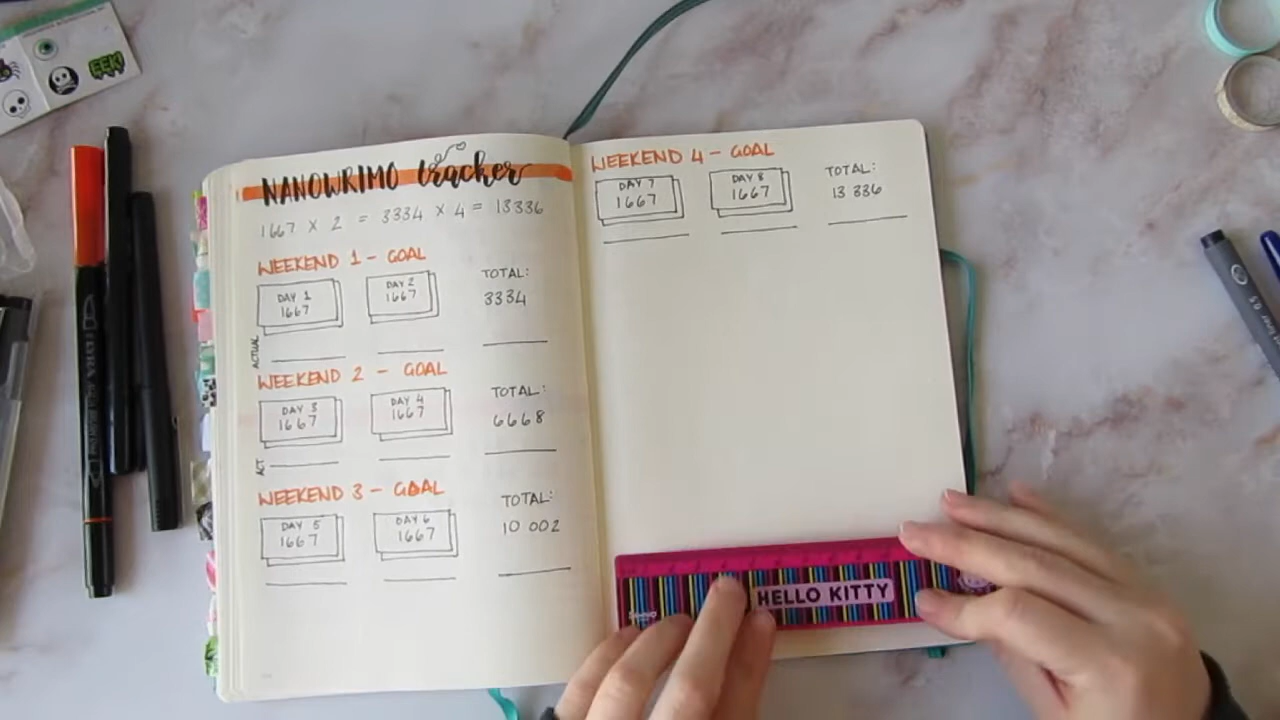 EEK!
NANOWRIMO tracker
1667 X 2 = 3334 X 4 = 13336
WEEKEND 1 - GOAL
DAY 1
1667
DAY 2
1667
TOTAL:
3334
ACTUAL
WEEKEND 2 - GOAL
DAY 3
1667
DAY 4
1667
TOTAL:
6668
ACT
WEEKEND 3 - GOAL
DAY 5
1667
DAY 6
1667
TOTAL:
10 002
WEEKEND 4 - GOAL
DAY 7
1667
DAY 8
1667
TOTAL:
13 336
HELLO KITTY